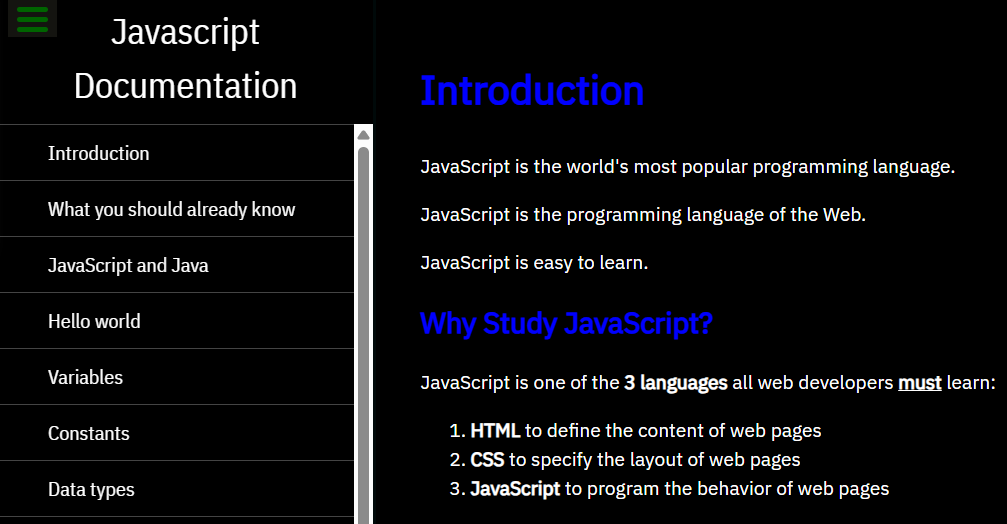 Javascript
Documentation
Introduction
What you should already know
JavaScript and Java
Hello world
Variables
Constants
Data types
Introduction
JavaScript is the world's most popular programming language.
JavaScript is the programming language of the Web.
JavaScript is easy to learn.
Why Study JavaScript?
JavaScript is one of the 3 languages all web developers must learn:
1. HTML to define the content of web pages
2. CSS to specify the layout of web pages
3. JavaScript to program the behavior of web pages